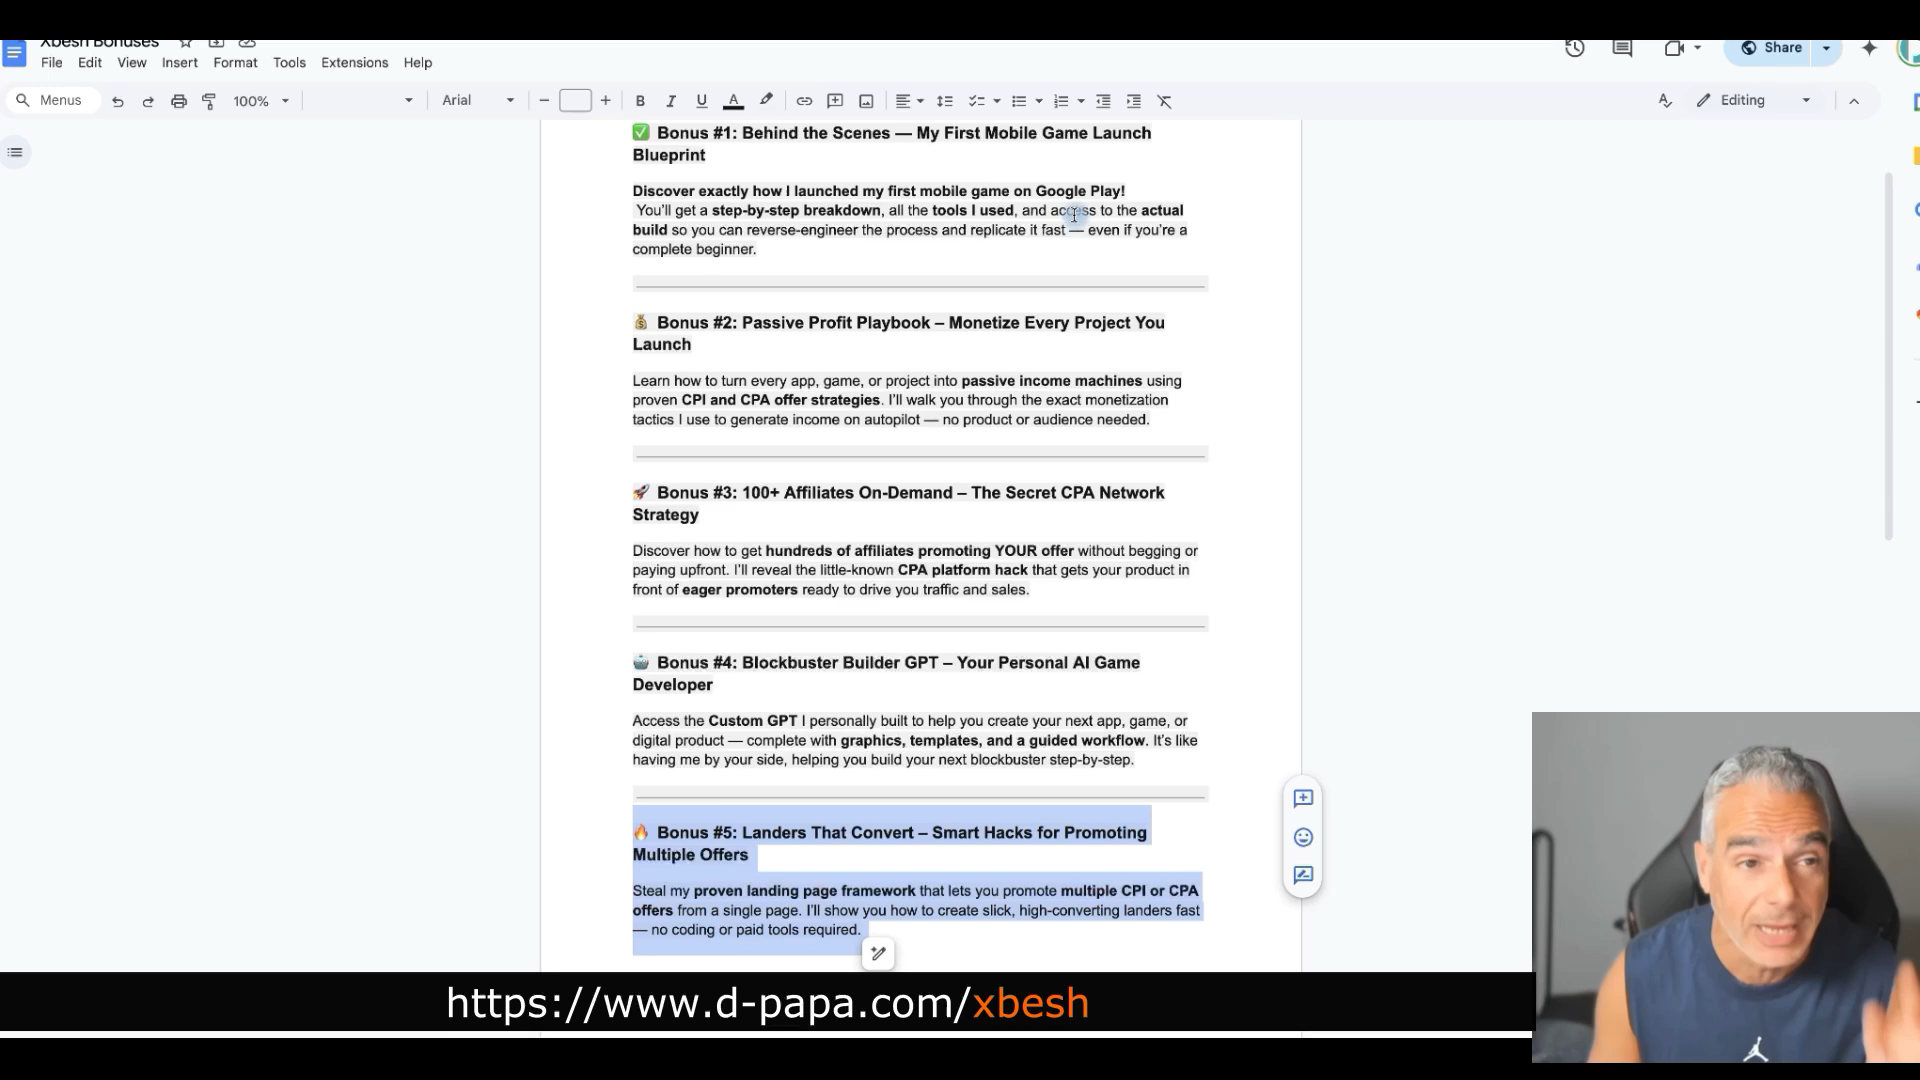 Xbesh Bonuses
Share
File Edit View Insert Format Tools Extensions Help
Menus 100% Arial Editing
✅ Bonus #1: Behind the Scenes — My First Mobile Game Launch
Blueprint
Discover exactly how I launched my first mobile game on Google Play!
You'll get a step-by-step breakdown, all the tools I used, and access to the actual
build so you can reverse-engineer the process and replicate it fast — even if you're a
complete beginner.
💰 Bonus #2: Passive Profit Playbook – Monetize Every Project You
Launch
Learn how to turn every app, game, or project into passive income machines using
proven CPI and CPA offer strategies. I'll walk you through the exact monetization
tactics I use to generate income on autopilot — no product or audience needed.
🚀 Bonus #3: 100+ Affiliates On-Demand – The Secret CPA Network
Strategy
Discover how to get hundreds of affiliates promoting YOUR offer without begging or
paying upfront. I'll reveal the little-known CPA platform hack that gets your product in
front of eager promoters ready to drive you traffic and sales.
🤖 Bonus #4: Blockbuster Builder GPT – Your Personal AI Game
Developer
Access the Custom GPT I personally built to help you create your next app, game, or
digital product — complete with graphics, templates, and a guided workflow. It's like
having me by your side, helping you build your next blockbuster step-by-step.
🔥 Bonus #5: Landers That Convert – Smart Hacks for Promoting
Multiple Offers
Steal my proven landing page framework that lets you promote multiple CPI or CPA
offers from a single page. I'll show you how to create slick, high-converting landers fast
— no coding or paid tools required.
https://www.d-papa.com/xbesh